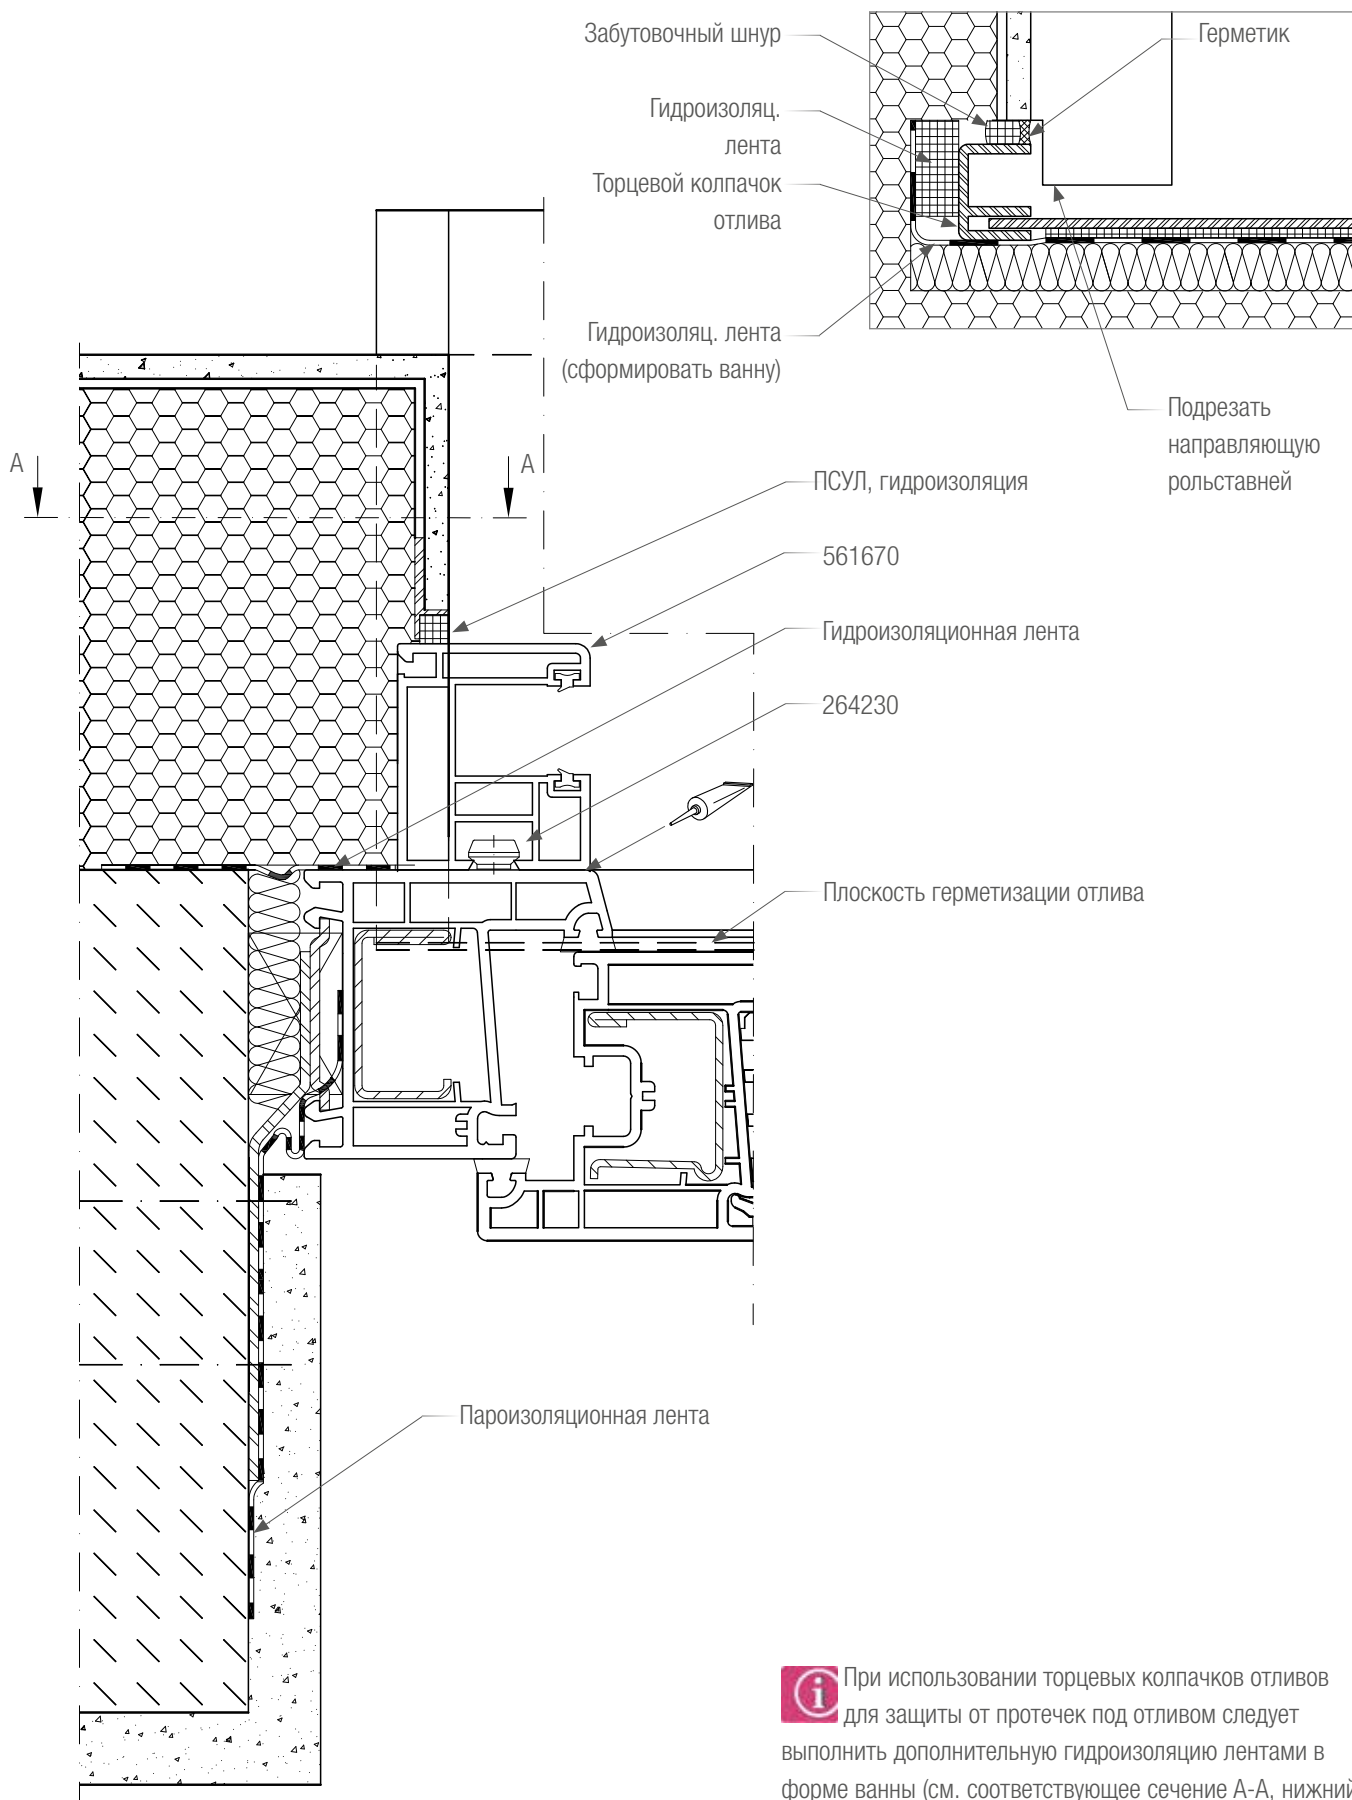 Забутовочный шнур
Герметик
Гидроизоляц.
лента
Торцевой колпачок
отлива
Гидроизоляц. лента
(сформировать ванну)
Подрезать
направляющую
рольставней
A
A
ПСУЛ, гидроизоляция
561670
Гидроизоляционная лента
264230
Плоскость герметизации отлива
Пароизоляционная лента
При использовании торцевых колпачков отливов
для защиты от протечек под отливом следует
выполнить дополнительную гидроизоляцию лентами в
форме ванны (см. соответствующее сечение А-А, нижний